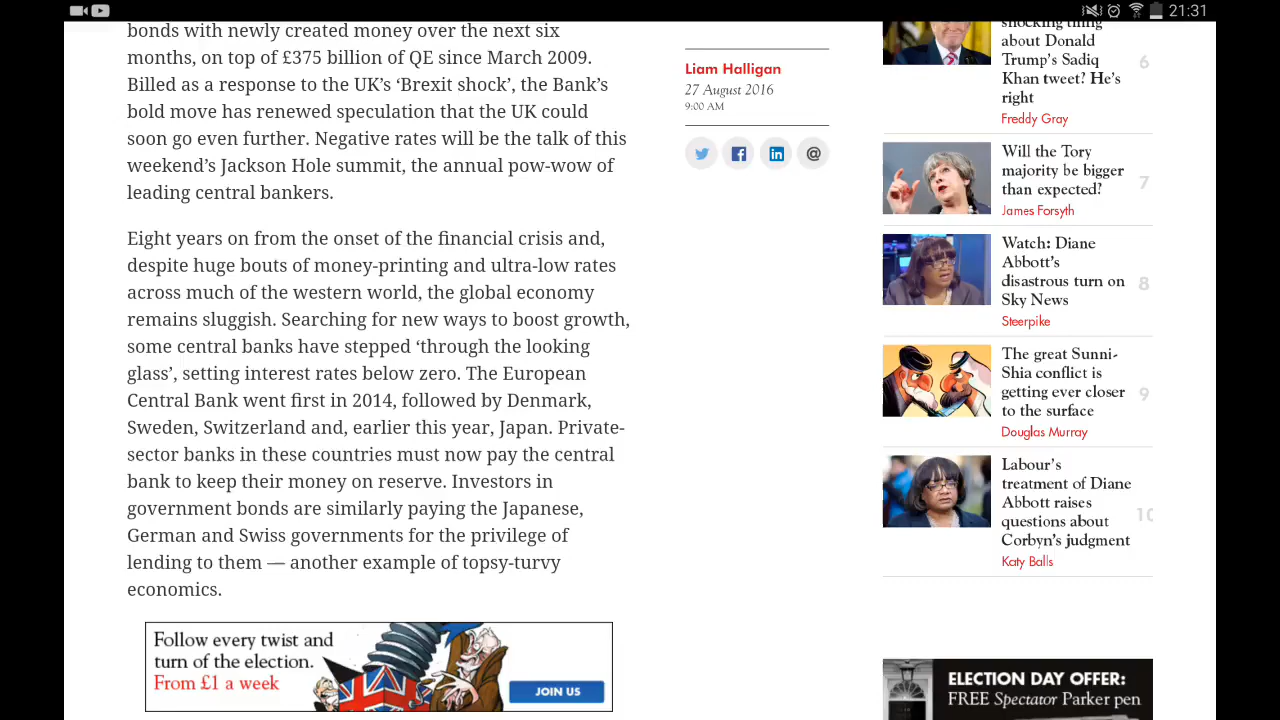 21:31
bonds with newly created money over the next six
months, on top of £375 billion of QE since March 2009.
Billed as a response to the UK's ‘Brexit shock’, the Bank's
bold move has renewed speculation that the UK could
soon go even further. Negative rates will be the talk of this
weekend's Jackson Hole summit, the annual pow-wow of
leading central bankers.
Eight years on from the onset of the financial crisis and,
despite huge bouts of money-printing and ultra-low rates
across much of the western world, the global economy
remains sluggish. Searching for new ways to boost growth,
some central banks have stepped ‘through the looking
glass’, setting interest rates below zero. The European
Central Bank went first in 2014, followed by Denmark,
Sweden, Switzerland and, earlier this year, Japan. Private-
sector banks in these countries must now pay the central
bank to keep their money on reserve. Investors in
government bonds are similarly paying the Japanese,
German and Swiss governments for the privilege of
lending to them — another example of topsy-turvy
economics.
Follow every twist and
turn of the election.
From £1 a week
JOIN US
Liam Halligan
27 August 2016
9:00 AM
shocking thing
about Donald
Trump's Sadiq
Khan tweet? He's
right
Freddy Gray
6
Will the Tory
majority be bigger
than expected?
James Forsyth
7
Watch: Diane
Abbott's
disastrous turn on
Sky News
Steerpike
8
The great Sunni-
Shia conflict is
getting ever closer
to the surface
Douglas Murray
9
Labour's
treatment of Diane
Abbott raises
questions about
Corbyn's judgment
Katy Balls
10
ELECTION DAY OFFER:
FREE Spectator Parker pen